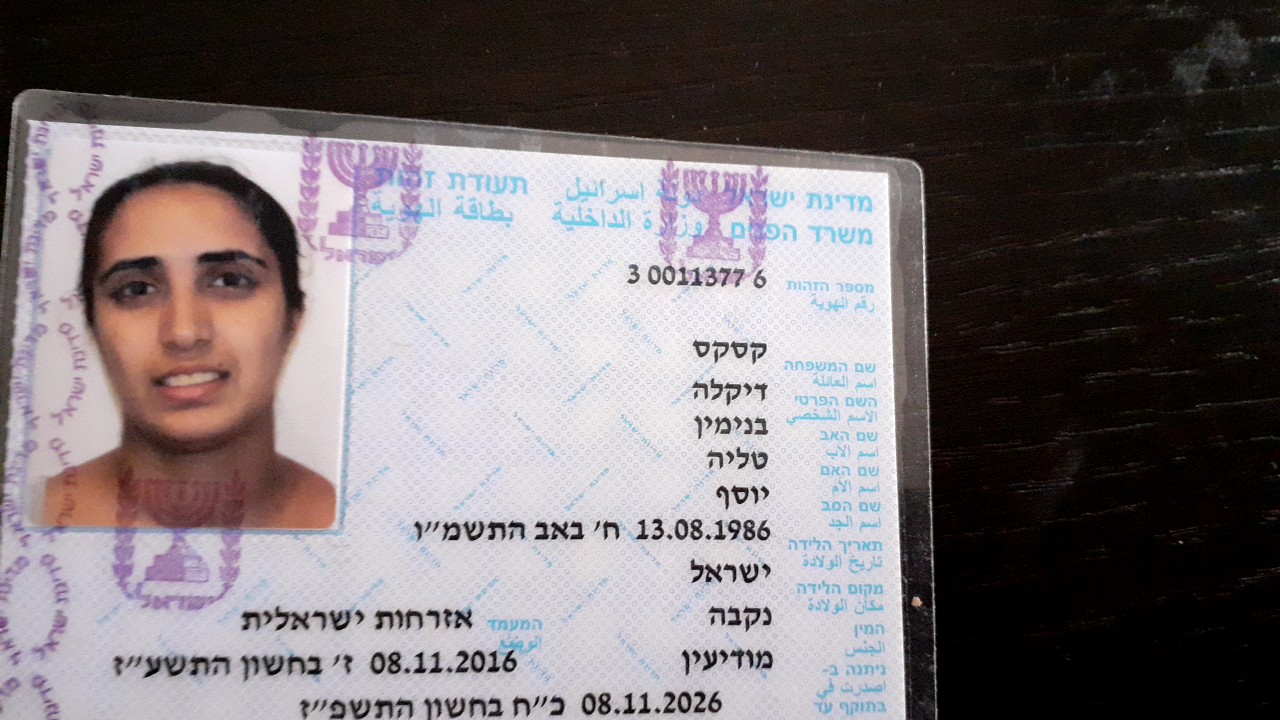 מדינת ישראל دولة اسرائيل תעודת זהות
משרד הפנים وزارة الداخلية بطاقة الهوية
מספר הזהות 3 0011377 6
رقم الهوية
שם המשפחה קסקס
اسم العائلة
השם הפרטי דיקלה
الاسم الشخصي
שם האב בנימין
اسم الاب
שם האם טליה
اسم الام
שם הסב יוסף
اسم الجد
תאריך הלידה 13.08.1986 ח׳ באב התשמ״ו
تاريخ الولادة
מקום הלידה ישראל
مكان الولادة
המין נקבה המעמד אזרחות ישראלית
الجنس الوضع
ניתנה ב- מודיעין 08.11.2016 ז׳ בחשון התשע״ז
اصدرت في
בתוקף עד 08.11.2026 כ״ח בחשון התשפ״ז
ישראל
ישראל